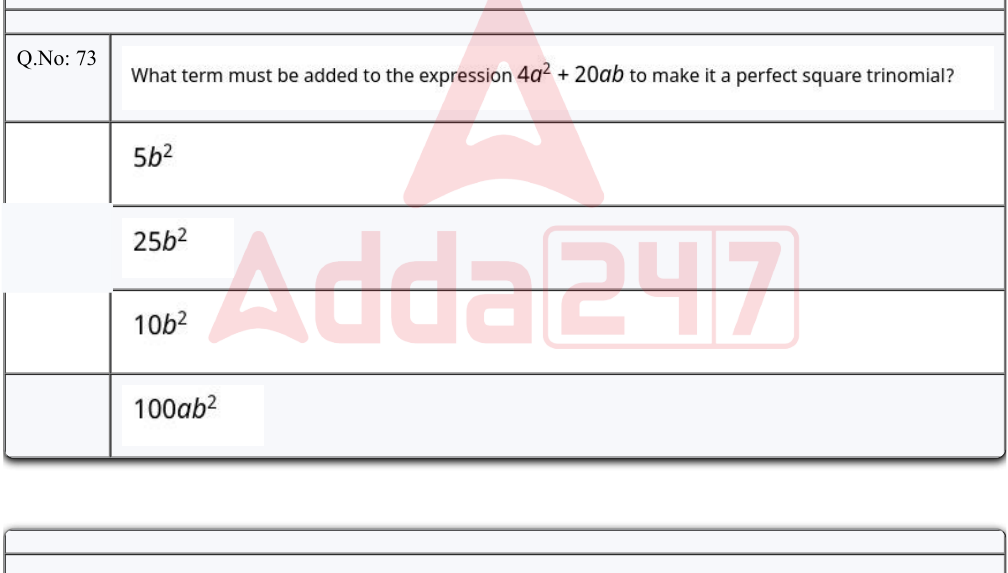 Q.No: 73
What term must be added to the expression 4a² + 20ab to make it a perfect square trinomial?
5b²
25b²
10b²
100ab²
Adda247